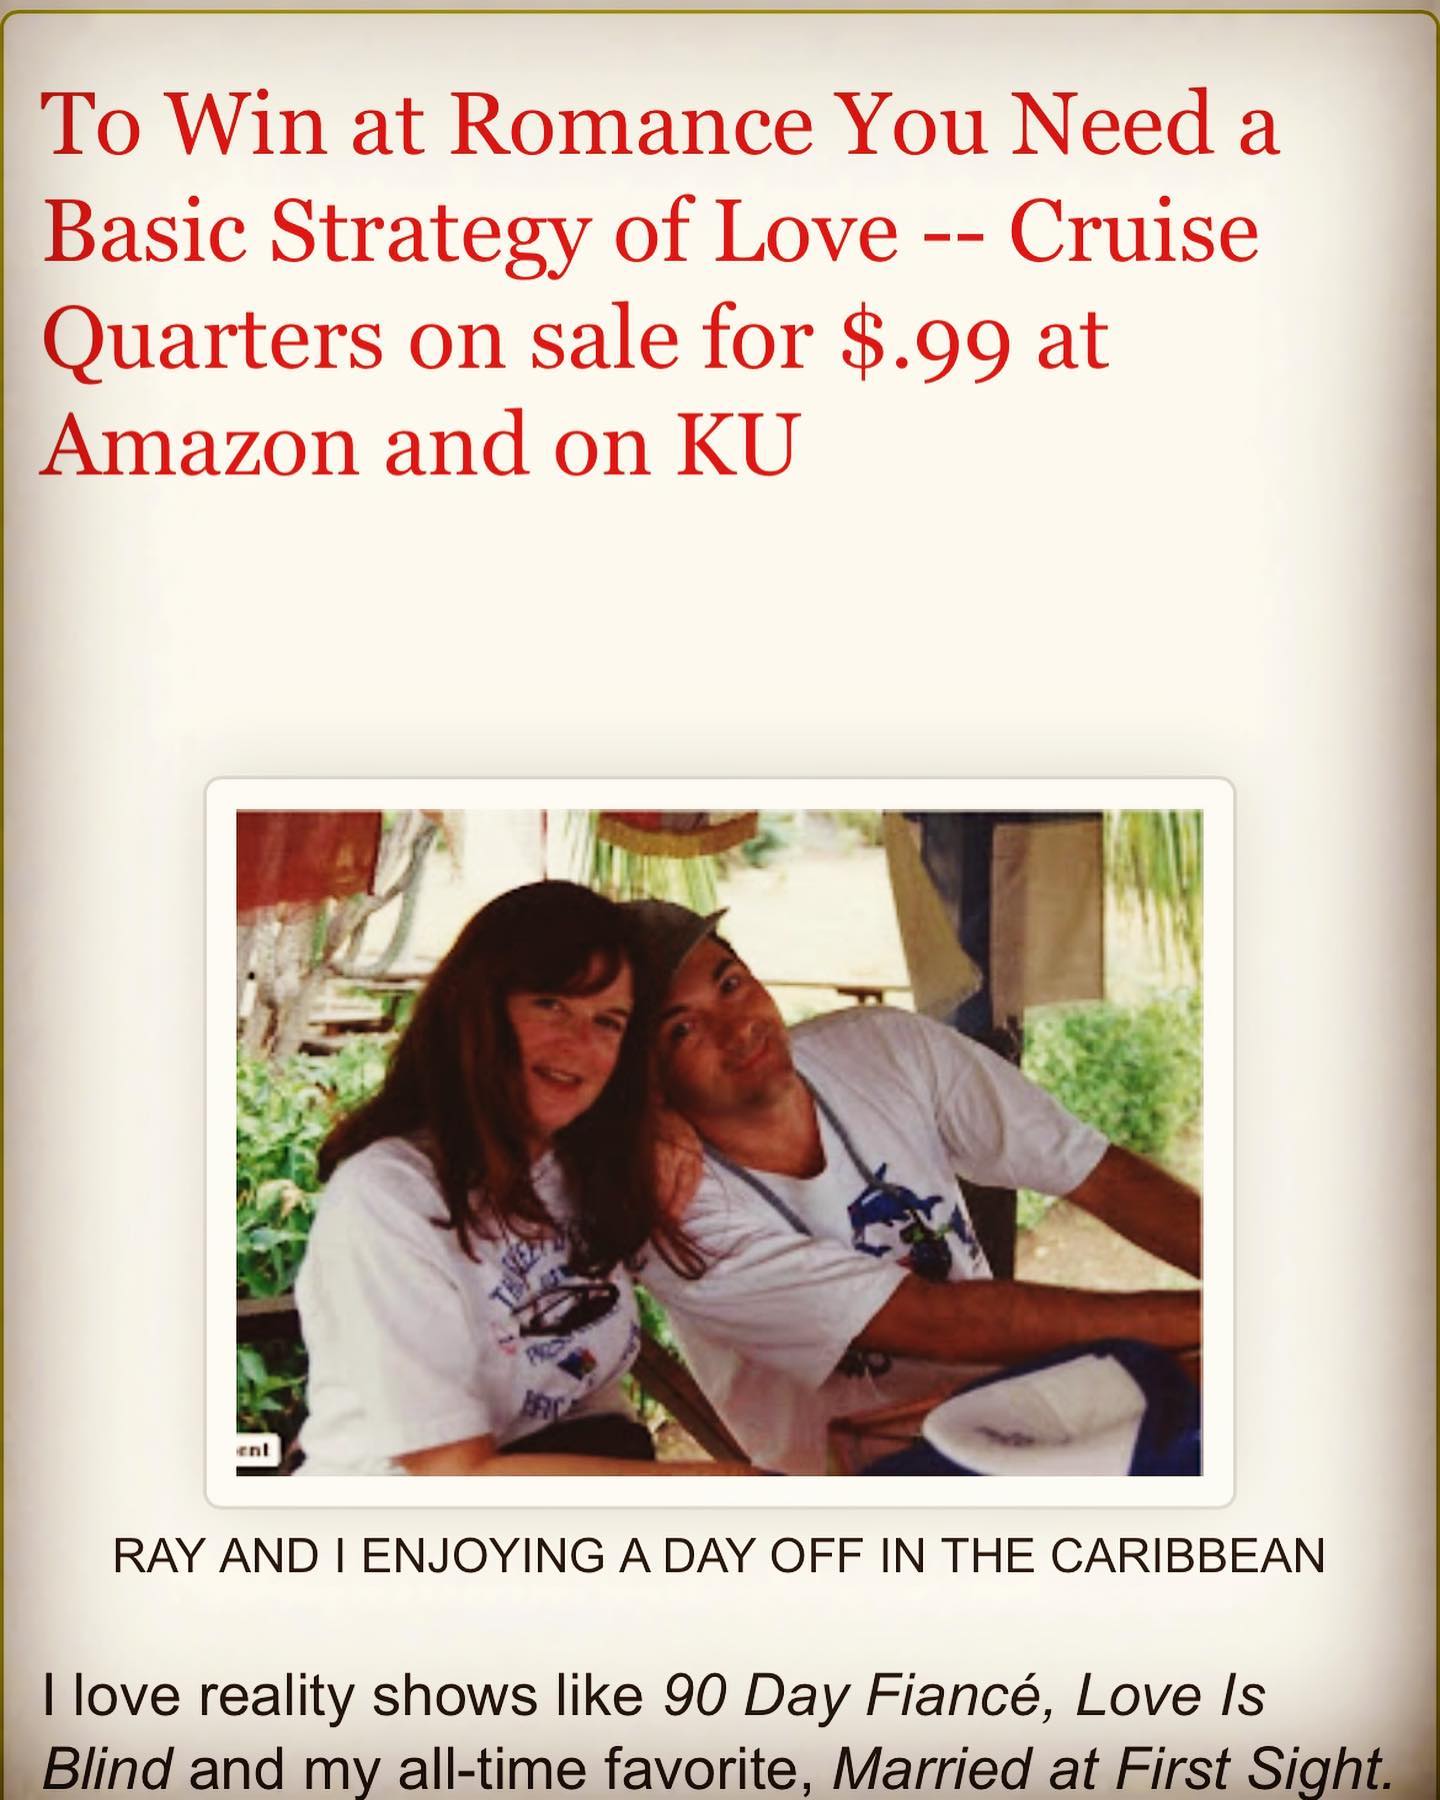 To Win at Romance You Need a
Basic Strategy of Love -- Cruise
Quarters on sale for $.99 at
Amazon and on KU
ent
RAY AND I ENJOYING A DAY OFF IN THE CARIBBEAN
I love reality shows like 90 Day Fiancé, Love Is
Blind and my all-time favorite, Married at First Sight.